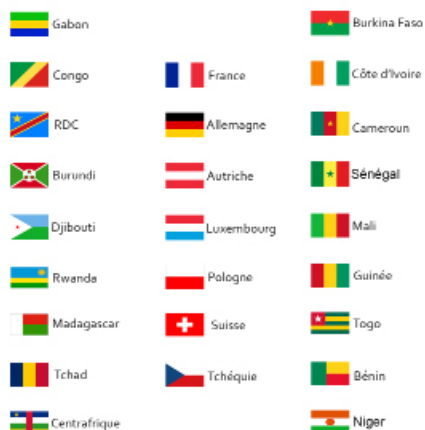 Gabon
Congo
RDC
Burundi
Djibouti
Rwanda
Madagascar
Tchad
Centrafrique
France
Allemagne
Autriche
Luxembourg
Pologne
Suisse
Tchéquie
Burkina Faso
Côte d'Ivoire
Cameroun
Sénégal
Mali
Guinée
Togo
Bénin
Niger